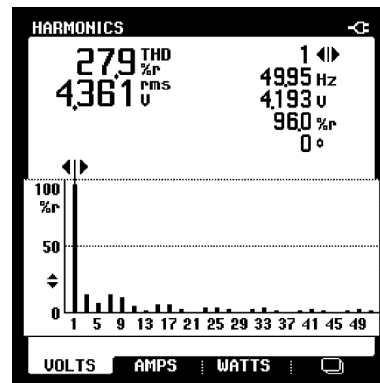 HARMONICS
27.9 THD %r
4.361 rms V
1
49.95 Hz
4.193 V
96.0 %r
0 °
100
%r
50
0
1 5 9 13 17 21 25 29 33 37 41 45 49
VOLTS AMPS WATTS